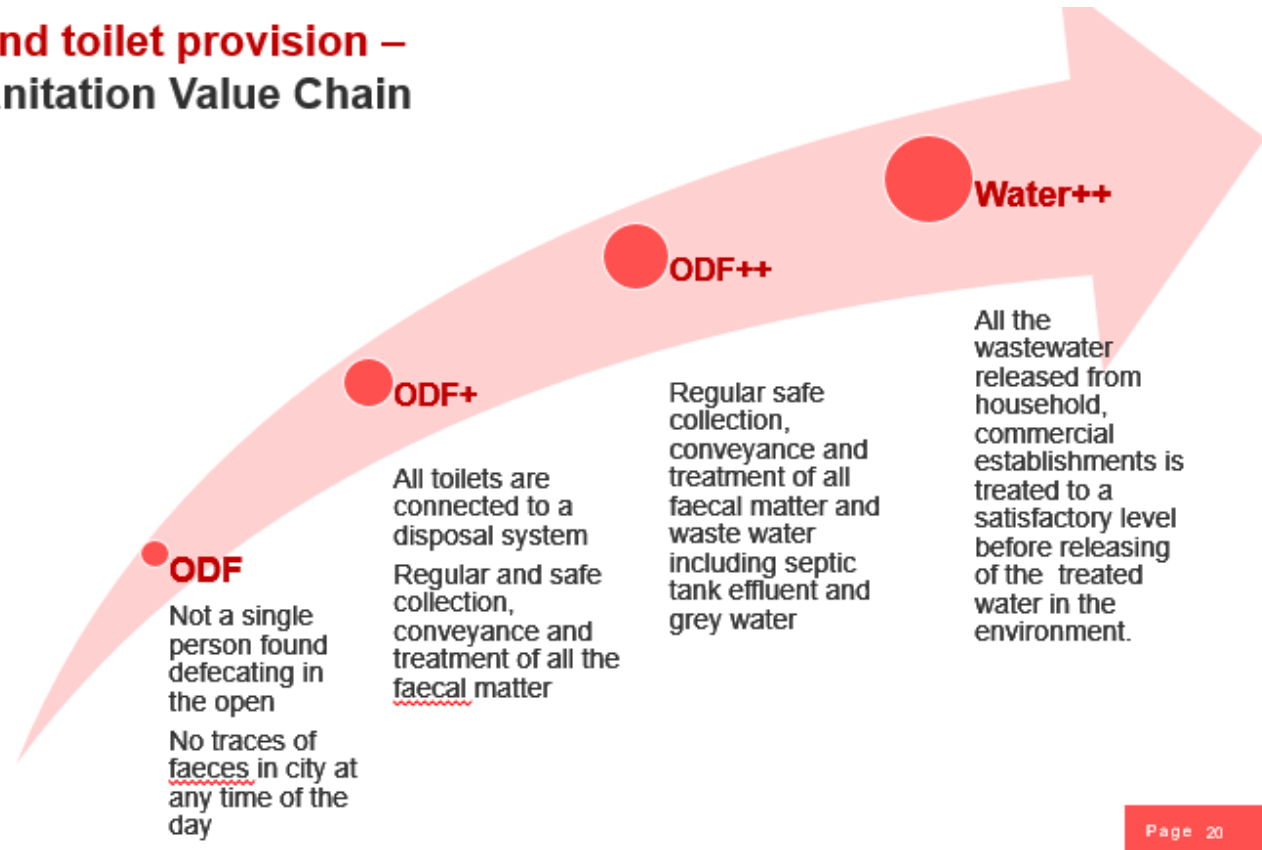 nd toilet provision –
nitation Value Chain
Water++
ODF++
All the
wastewater
released from
household,
commercial
establishments is
treated to a
satisfactory level
before releasing
of the treated
water in the
environment.
ODF+
Regular safe
collection,
conveyance and
treatment of all
faecal matter and
waste water
including septic
tank effluent and
grey water
All toilets are
connected to a
disposal system
Regular and safe
collection,
conveyance and
treatment of all the
faecal matter
ODF
Not a single
person found
defecating in
the open
No traces of
faeces in city at
any time of the
day
Page 20